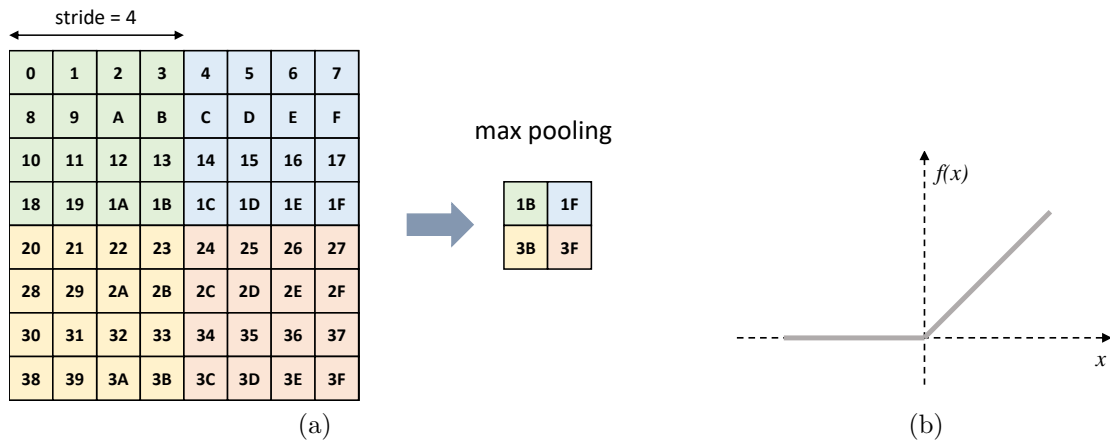 stride = 4
0 1 2 3 4 5 6 7
8 9 A B C D E F
10 11 12 13 14 15 16 17
18 19 1A 1B 1C 1D 1E 1F
20 21 22 23 24 25 26 27
28 29 2A 2B 2C 2D 2E 2F
30 31 32 33 34 35 36 37
38 39 3A 3B 3C 3D 3E 3F
max pooling
1B 1F
3B 3F
(a)
f(x)
x
(b)